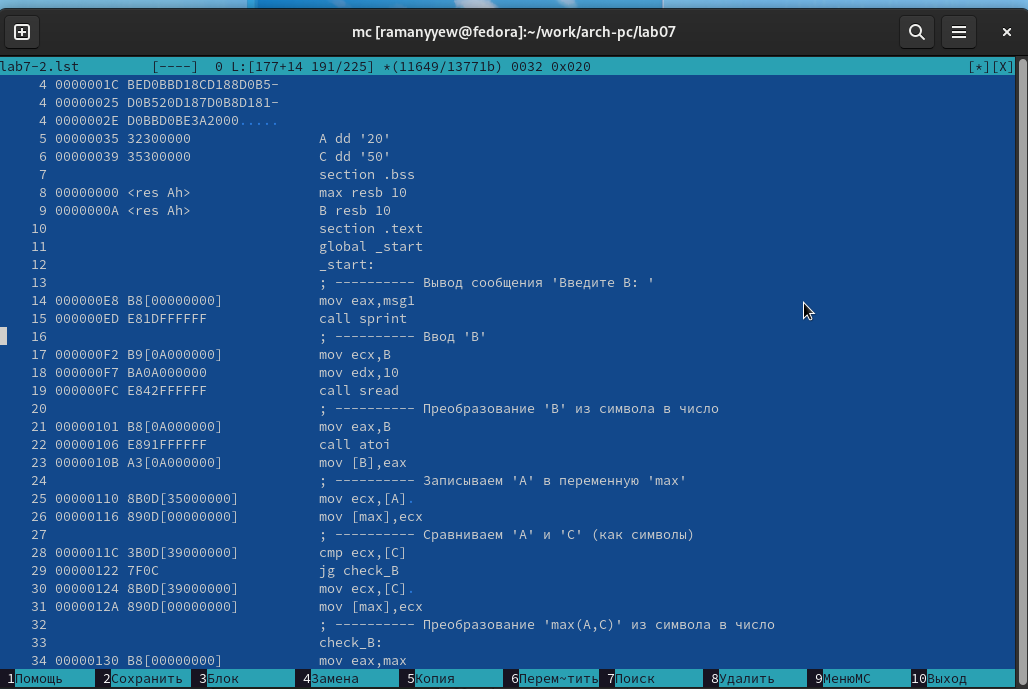 mc [ramanyyew@fedora]:~/work/arch-pc/lab07
lab7-2.lst [----] 0 L:[177+14 191/225] *(11649/13771b) 0032 0x020 [*][X]
4 0000001C BED0BBD18CD188D0B5-
4 00000025 D0B520D187D0B8D181-
4 0000002E D0BBD0BE3A2000.....
5 00000035 32300000 A dd '20'
6 00000039 35300000 C dd '50'
7 section .bss
8 00000000 <res Ah> max resb 10
9 0000000A <res Ah> B resb 10
10 section .text
11 global _start
12 _start:
13 ; ---------- Вывод сообщения 'Введите B: '
14 000000E8 B8[00000000] mov eax,msg1
15 000000ED E81DFFFFFF call sprint
16 ; ---------- Ввод 'B'
17 000000F2 B9[0A000000] mov ecx,B
18 000000F7 BA0A000000 mov edx,10
19 000000FC E842FFFFFF call sread
20 ; ---------- Преобразование 'B' из символа в число
21 00000101 B8[0A000000] mov eax,B
22 00000106 E891FFFFFF call atoi
23 0000010B A3[0A000000] mov [B],eax
24 ; ---------- Записываем 'A' в переменную 'max'
25 00000110 8B0D[35000000] mov ecx,[A].
26 00000116 890D[00000000] mov [max],ecx
27 ; ---------- Сравниваем 'A' и 'С' (как символы)
28 0000011C 3B0D[39000000] cmp ecx,[C]
29 00000122 7F0C jg check_B
30 00000124 8B0D[39000000] mov ecx,[C].
31 0000012A 890D[00000000] mov [max],ecx
32 ; ---------- Преобразование 'max(A,C)' из символа в число
33 check_B:
34 00000130 B8[00000000] mov eax,max
1Помощь 2Сохранить 3Блок 4Замена 5Копия 6Перем~тить 7Поиск 8Удалить 9МенюMC 10Выход